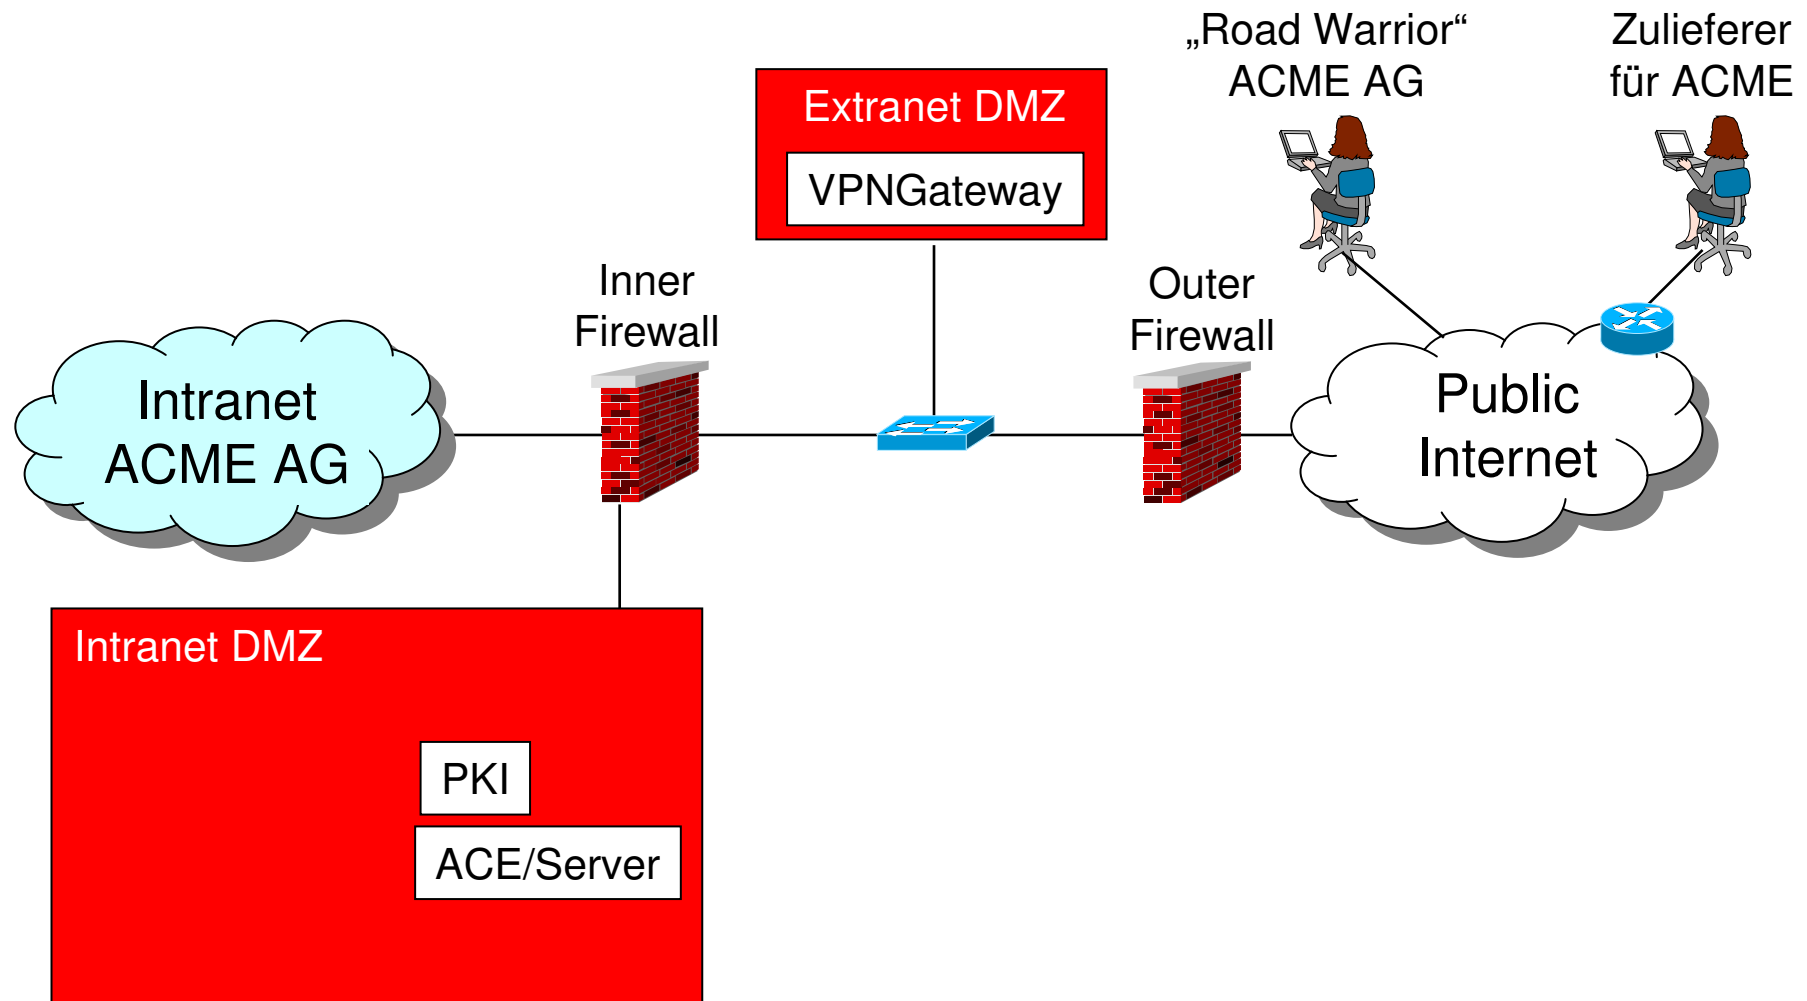 „Road Warrior“
ACME AG
Zulieferer
für ACME
Extranet DMZ
VPNGateway
Inner
Firewall
Outer
Firewall
Intranet
ACME AG
Public
Internet
Intranet DMZ
PKI
ACE/Server